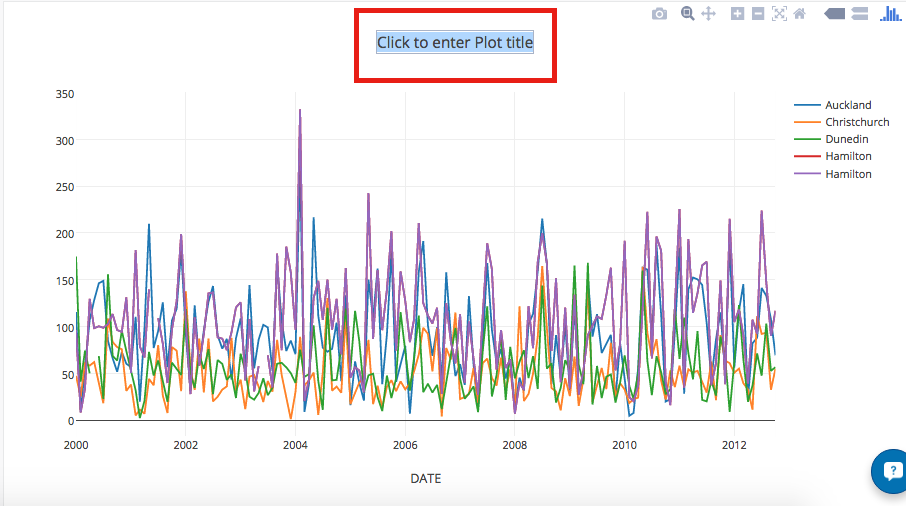 Click to enter Plot title
350
300
250
200
150
100
50
0
2000 2002 2004 2006 2008 2010 2012
DATE
Auckland
Christchurch
Dunedin
Hamilton
Hamilton
?